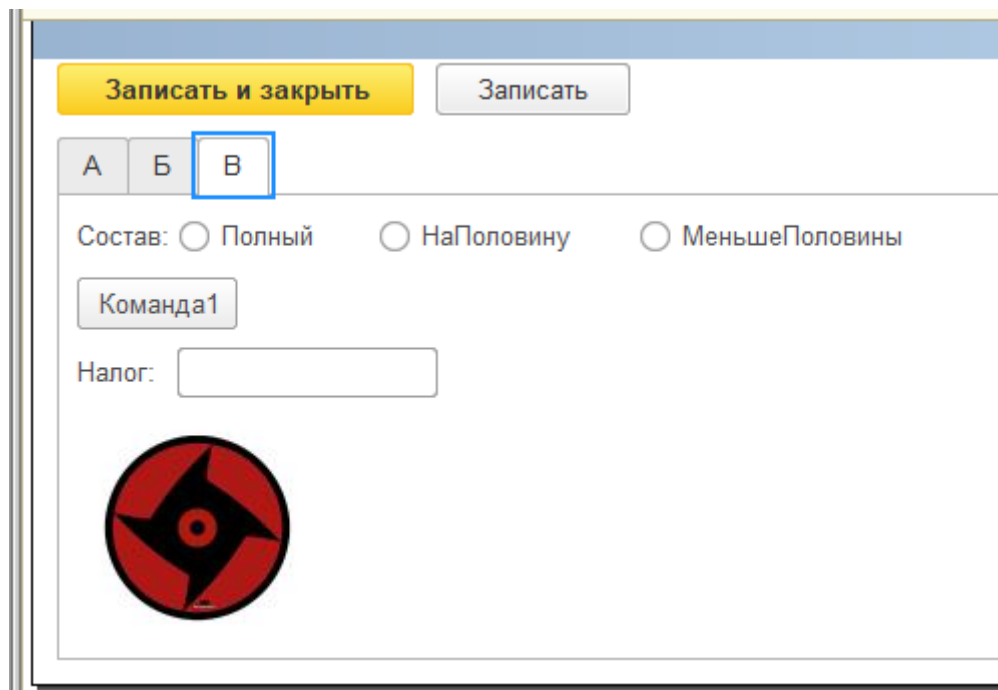 Записать и закрыть Записать
А Б В
Состав: Полный НаПоловину МеньшеПоловины
Команда1
Налог: